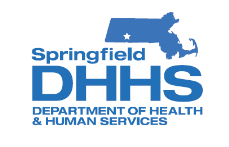 Springfield
DHHS
DEPARTMENT OF HEALTH
& HUMAN SERVICES